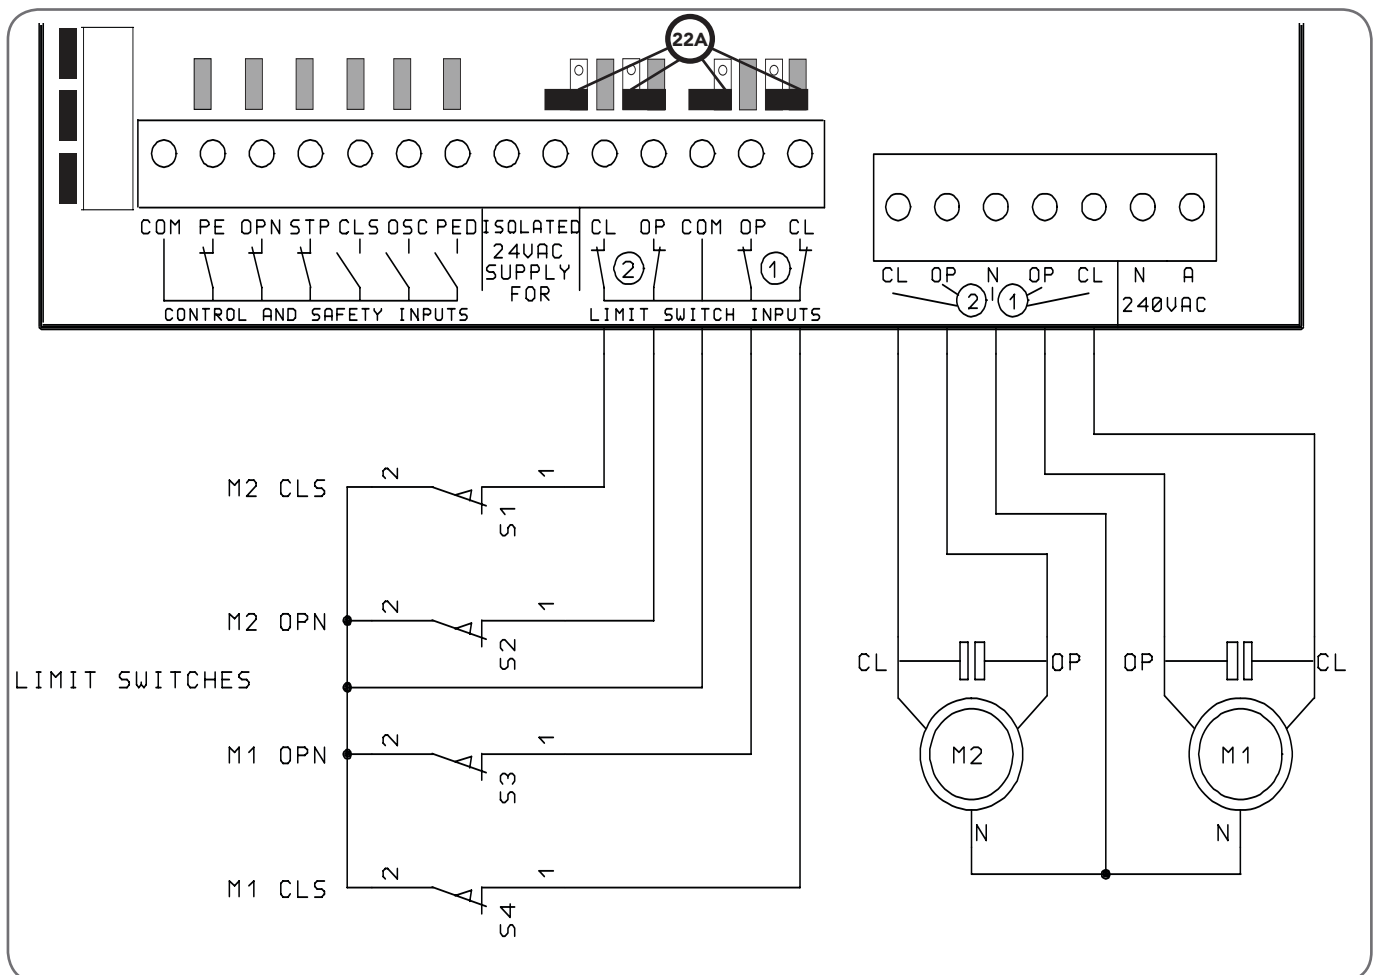 22A
COM PE OPN STP CLS OSC PED ISOLATED CL OP COM OP CL
24VAC
SUPPLY
FOR
2 1
CONTROL AND SAFETY INPUTS
LIMIT SWITCH INPUTS
CL OP N OP CL N A
2 1
240VAC
M2 CLS 2 1 S1
M2 OPN 2 1 S2
LIMIT SWITCHES
M1 OPN 2 1 S3
M1 CLS 2 1 S4
CL OP OP CL
M2 M1
N N